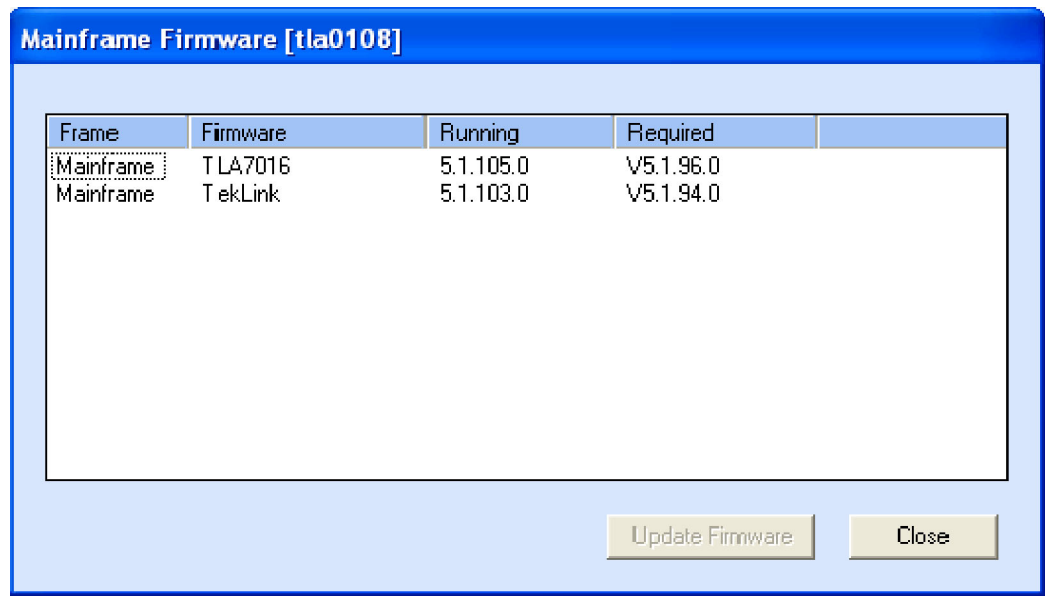 Mainframe Firmware [tla0108]
Frame Firmware Running Required
Mainframe TLA7016 5.1.105.0 V5.1.96.0
Mainframe TekLink 5.1.103.0 V5.1.94.0
Update Firmware Close